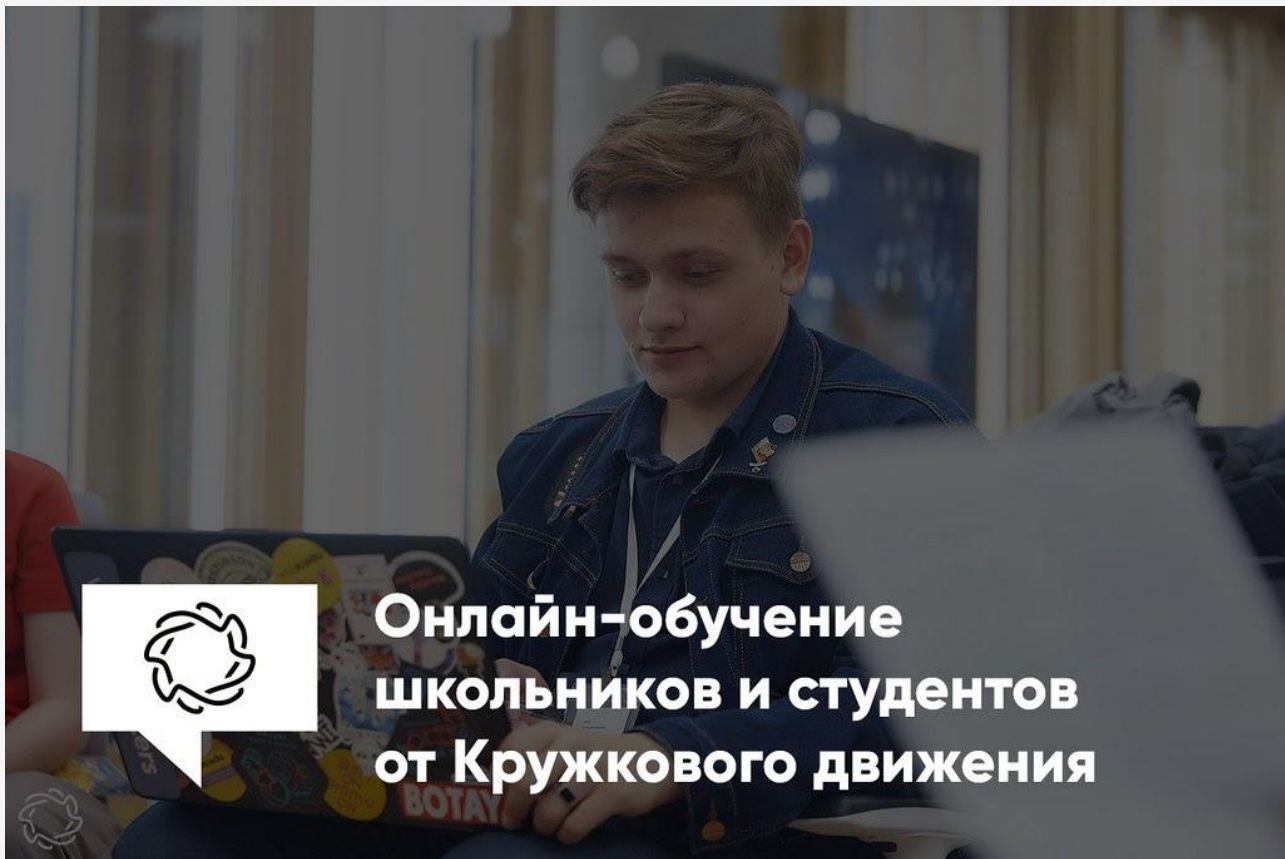 Онлайн-обучение
школьников и студентов
от Кружкового движения
BOTAY